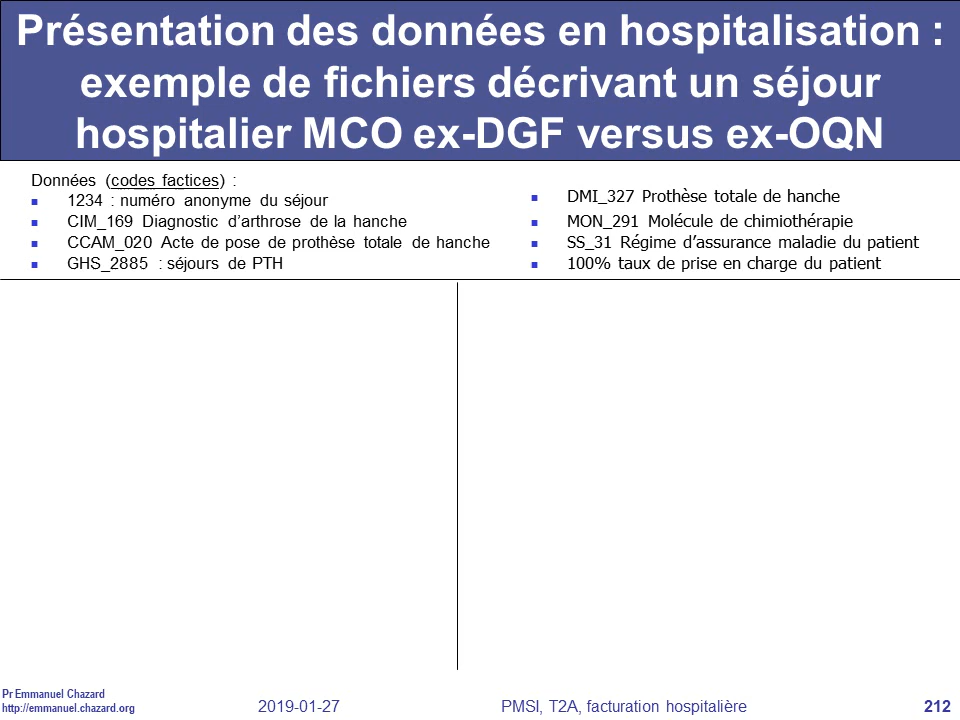 Présentation des données en hospitalisation :
exemple de fichiers décrivant un séjour
hospitalier MCO ex-DGF versus ex-OQN
Données (codes factices) :
1234 : numéro anonyme du séjour
CIM_169 Diagnostic d’arthrose de la hanche
CCAM_020 Acte de pose de prothèse totale de hanche
GHS_2885 : séjours de PTH
DMI_327 Prothèse totale de hanche
MON_291 Molécule de chimiothérapie
SS_31 Régime d’assurance maladie du patient
100% taux de prise en charge du patient
Pr Emmanuel Chazard
http://emmanuel.chazard.org
2019-01-27
PMSI, T2A, facturation hospitalière
212